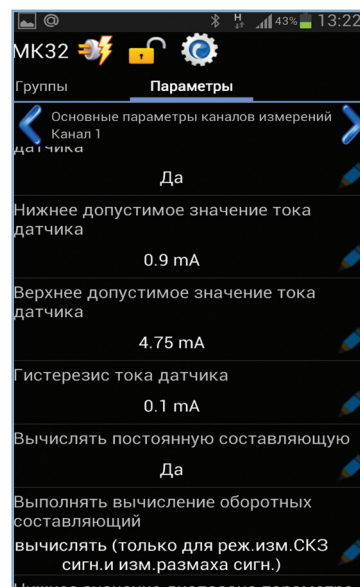 @ H 43% 13:22
МК32
Группы Параметры
Основные параметры каналов измерений
Канал 1
датчика
Да
Нижнее допустимое значение тока
датчика
0.9 mA
Верхнее допустимое значение тока
датчика
4.75 mA
Гистерезис тока датчика
0.1 mA
Вычислять постоянную составляющую
Да
Выполнять вычисление оборотных
составляющий
вычислять (только для реж.изм.СКЗ
сигн.и изм.размаха сигн.)